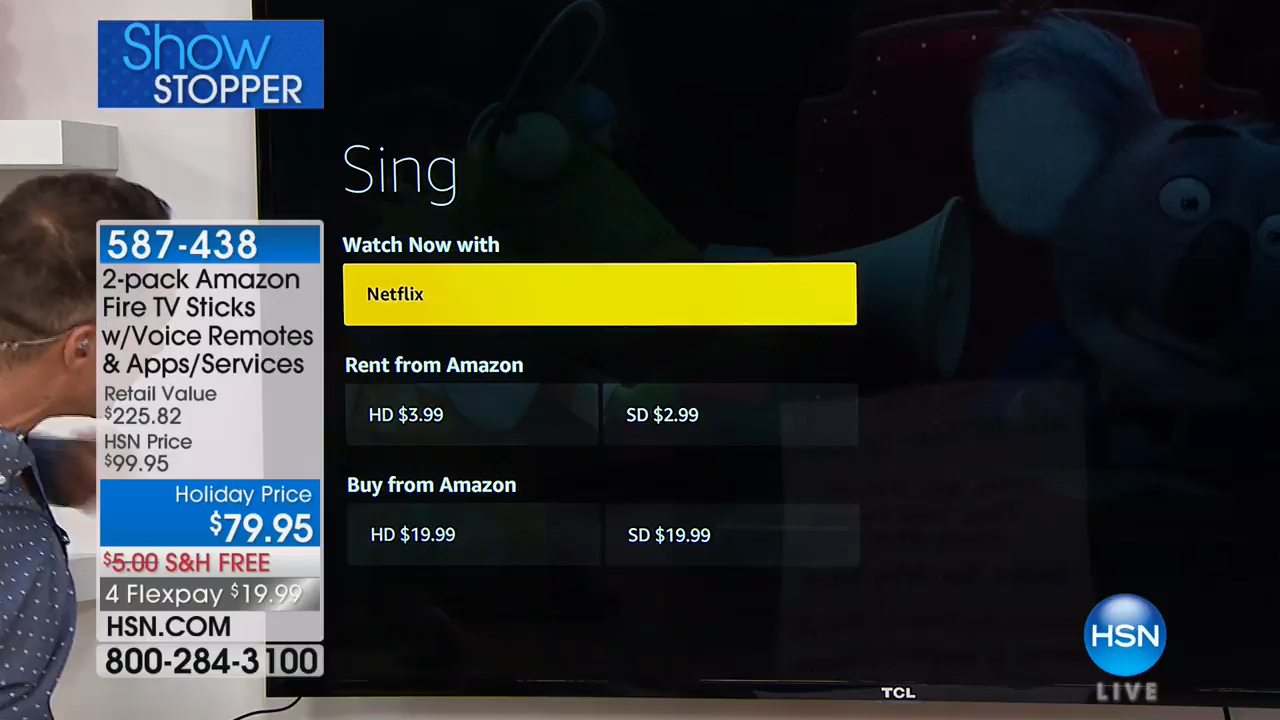 Show
STOPPER
587-438
2-pack Amazon
Fire TV Sticks
w/Voice Remotes
& Apps/Services
Retail Value
$225.82
HSN Price
$99.95
Holiday Price
$79.95
$5.00 S&H FREE
4 Flexpay $19.99
HSN.COM
800-284-3100
Sing
Watch Now with
Netflix
Rent from Amazon
HD $3.99
SD $2.99
Buy from Amazon
HD $19.99
SD $19.99
TCL
HSN
LIVE